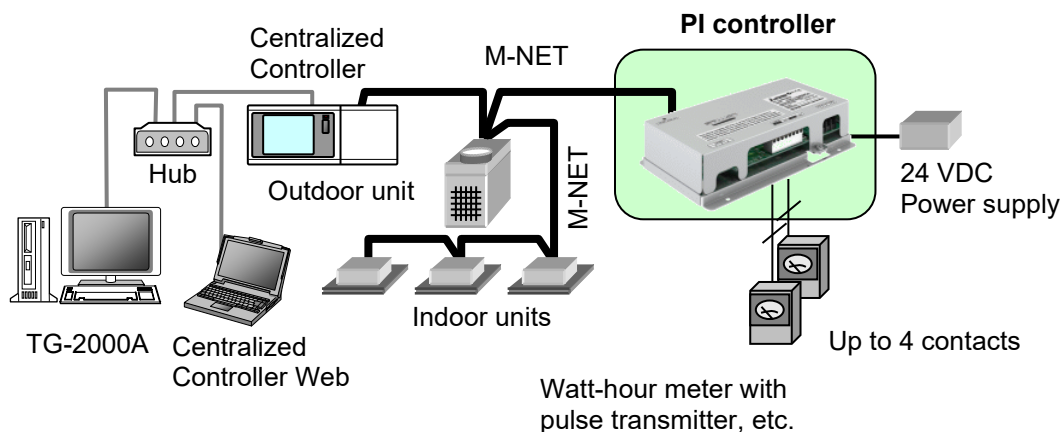 PI controller
Centralized
Controller
M-NET
Hub
Outdoor unit
M-NET
24 VDC
Power supply
Indoor units
TG-2000A
Centralized
Controller Web
Up to 4 contacts
Watt-hour meter with
pulse transmitter, etc.